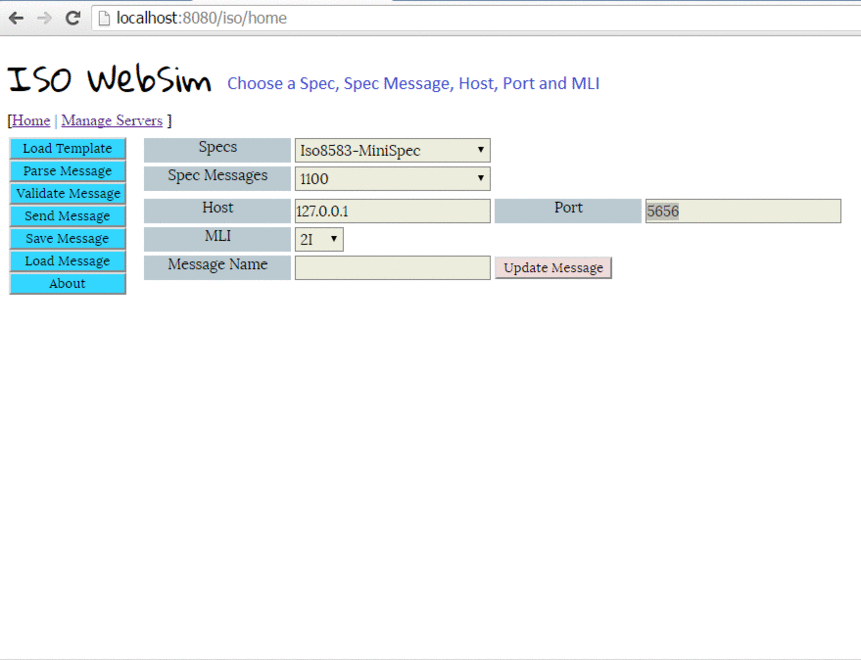 localhost:8080/iso/home
ISO WebSim Choose a Spec, Spec Message, Host, Port and MLI
[Home | Manage Servers ]
Load Template
Parse Message
Validate Message
Send Message
Save Message
Load Message
About
Specs Iso8583-MiniSpec
Spec Messages 1100
Host 127.0.0.1 Port 5656
MLI 2I
Message Name Update Message